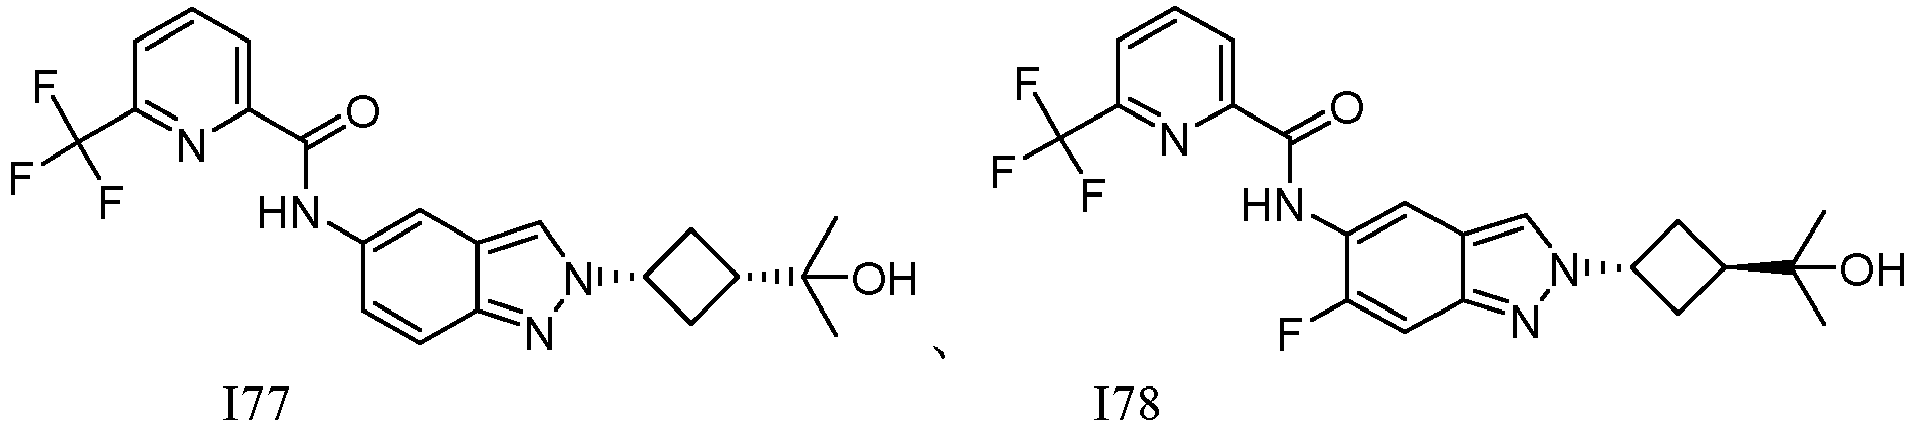 F F F N O HN N N OH
F F F N O HN F N N OH
、
I77 I78